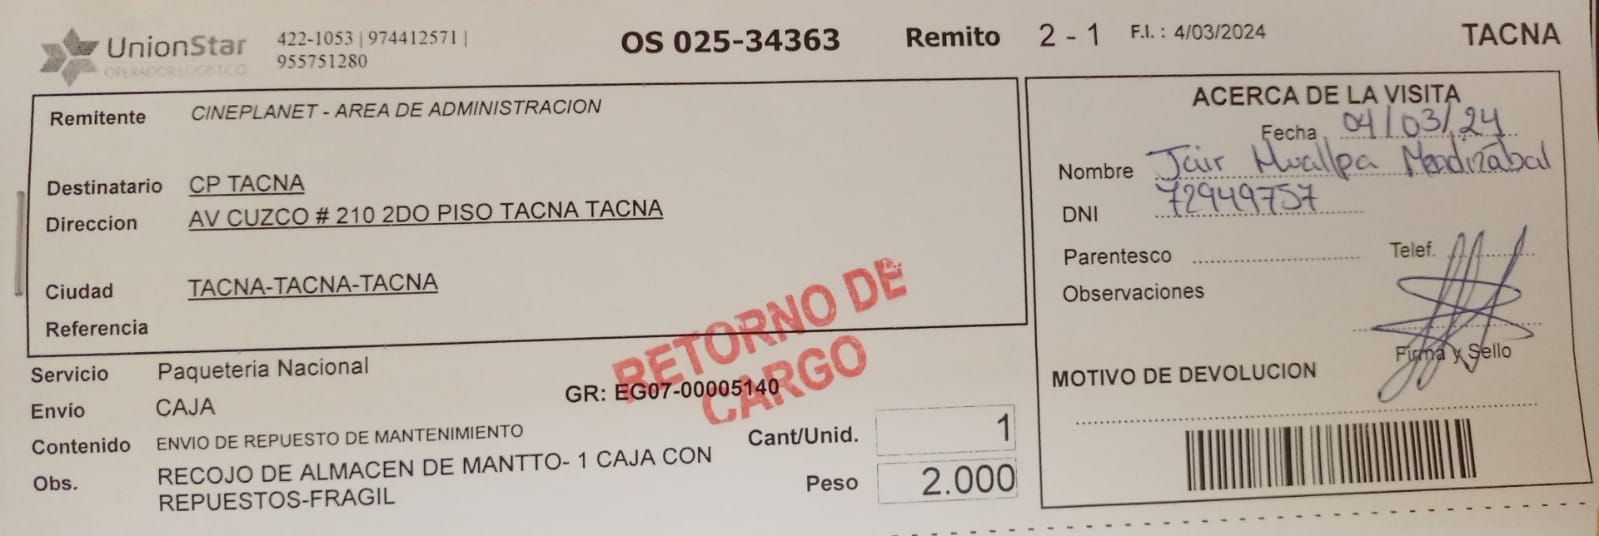 UnionStar
OPERADOR LOGISTICO
422-1053 | 974412571 |
955751280
OS 025-34363 Remito 2 - 1 F.I. : 4/03/2024 TACNA
Remitente CINEPLANET - AREA DE ADMINISTRACION
Destinatario CP TACNA
Direccion AV CUZCO # 210 2DO PISO TACNA TACNA
Ciudad TACNA-TACNA-TACNA
Referencia
RETORNO DE
CARGO
Servicio Paqueteria Nacional
Envío CAJA
GR: EG07-00005140
Contenido ENVIO DE REPUESTO DE MANTENIMIENTO
Obs. RECOJO DE ALMACEN DE MANTTO- 1 CAJA CON
REPUESTOS-FRAGIL
Cant/Unid. 1
Peso 2.000
ACERCA DE LA VISITA
Fecha 04/03/24
Nombre Jair Huallpa Mendizabal
DNI 72949757
Parentesco Telef.
Observaciones
Firma y Sello
MOTIVO DE DEVOLUCION